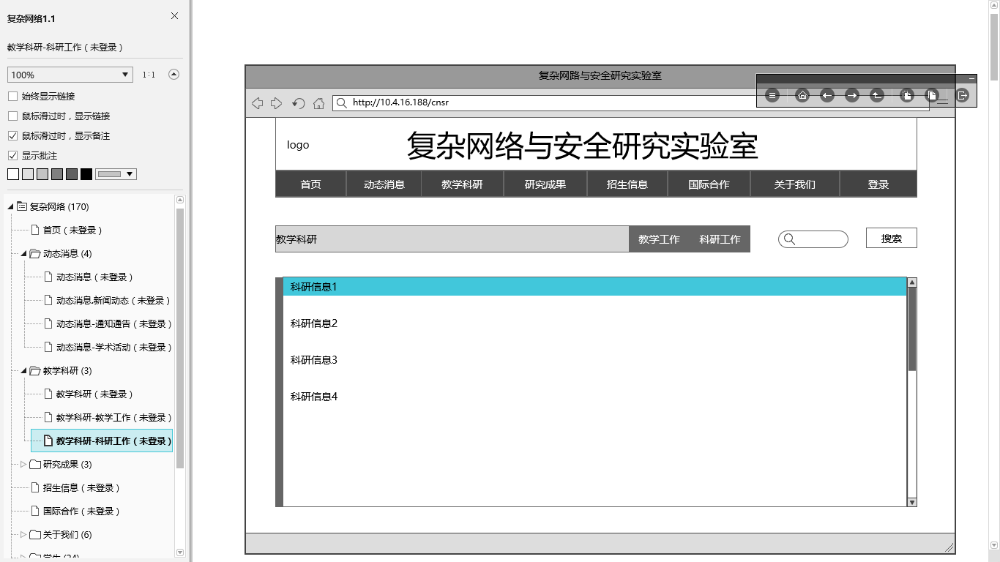 复杂网络1.1
教学科研-科研工作（未登录）
100%
1:1
始终显示链接
鼠标滑过时，显示链接
鼠标滑过时，显示备注
显示批注
复杂网络 (170)
首页（未登录）
动态消息 (4)
动态消息（未登录）
动态消息.新闻动态（未登录）
动态消息-通知通告（未登录）
动态消息-学术活动（未登录）
教学科研 (3)
教学科研（未登录）
教学科研-教学工作（未登录）
教学科研-科研工作（未登录）
研究成果 (3)
招生信息（未登录）
国际合作（未登录）
关于我们 (6)
学生 (24)
复杂网路与安全研究实验室
http://10.4.16.188/cnsr
logo
复杂网络与安全研究实验室
首页 动态消息 教学科研 研究成果 招生信息 国际合作 关于我们 登录
教学科研 教学工作 科研工作 搜索
科研信息1
科研信息2
科研信息3
科研信息4